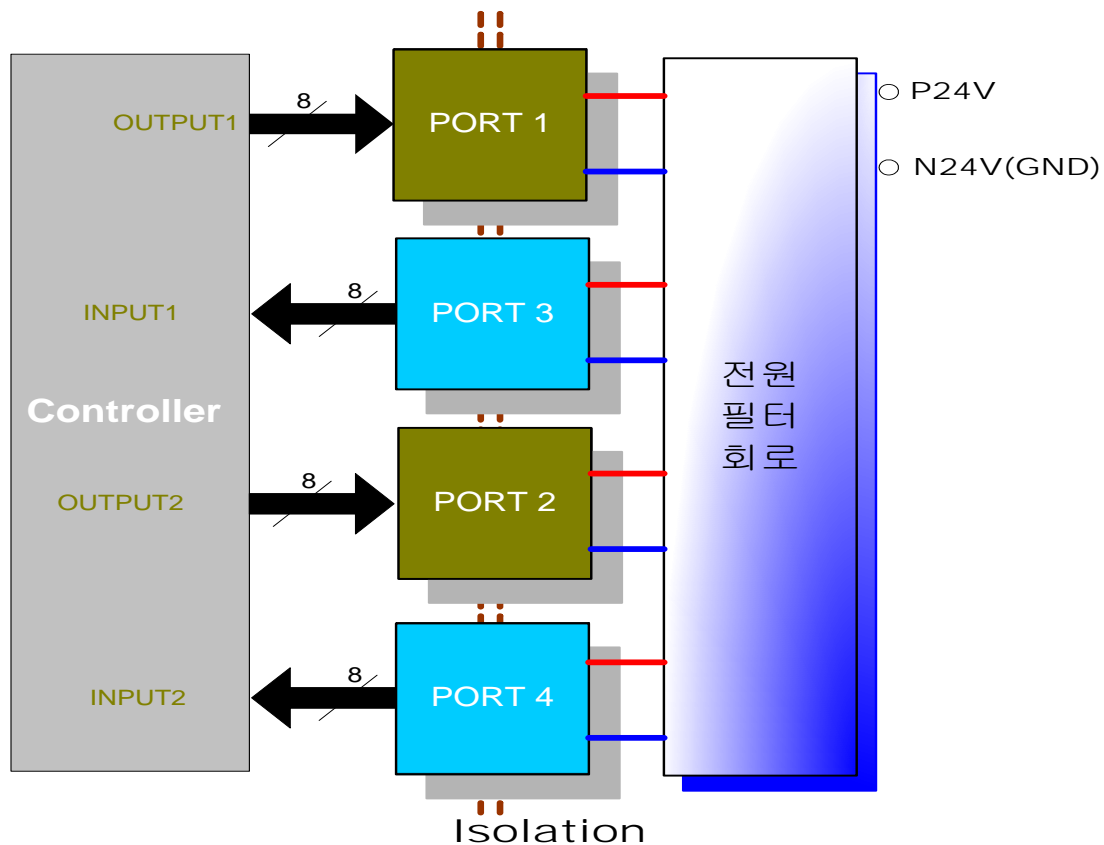 8
PORT 1
P24V
OUTPUT1
N24V(GND)
8
INPUT1
PORT 3
전원
필터
회로
Controller
8
OUTPUT2
PORT 2
8
INPUT2
PORT 4
Isolation